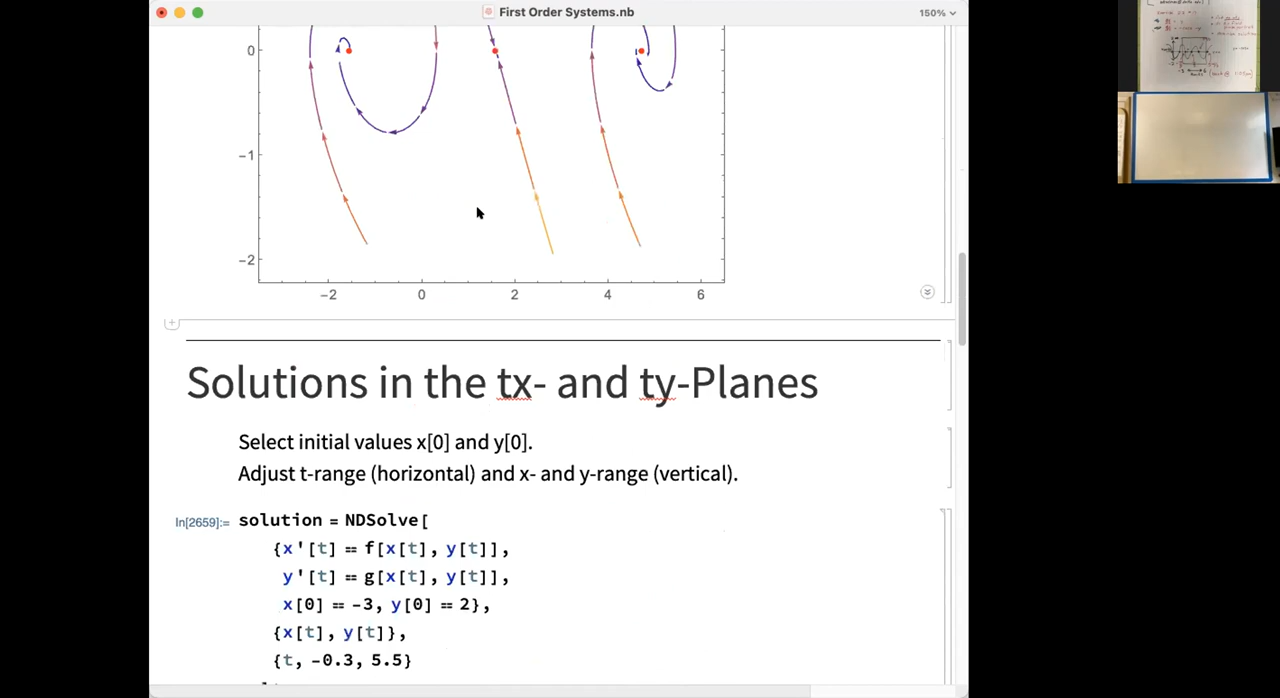 First Order Systems.nb
150%
0
-1
-2
-2 0 2 4 6
Solutions in the tx- and ty-Planes
Select initial values x[0] and y[0].
Adjust t-range (horizontal) and x- and y-range (vertical).
In[2659]:= solution = NDSolve[
{x'[t] == f[x[t], y[t]],
y'[t] == g[x[t], y[t]],
x[0] == -3, y[0] == 2},
{x[t], y[t]},
{t, -0.3, 5.5}